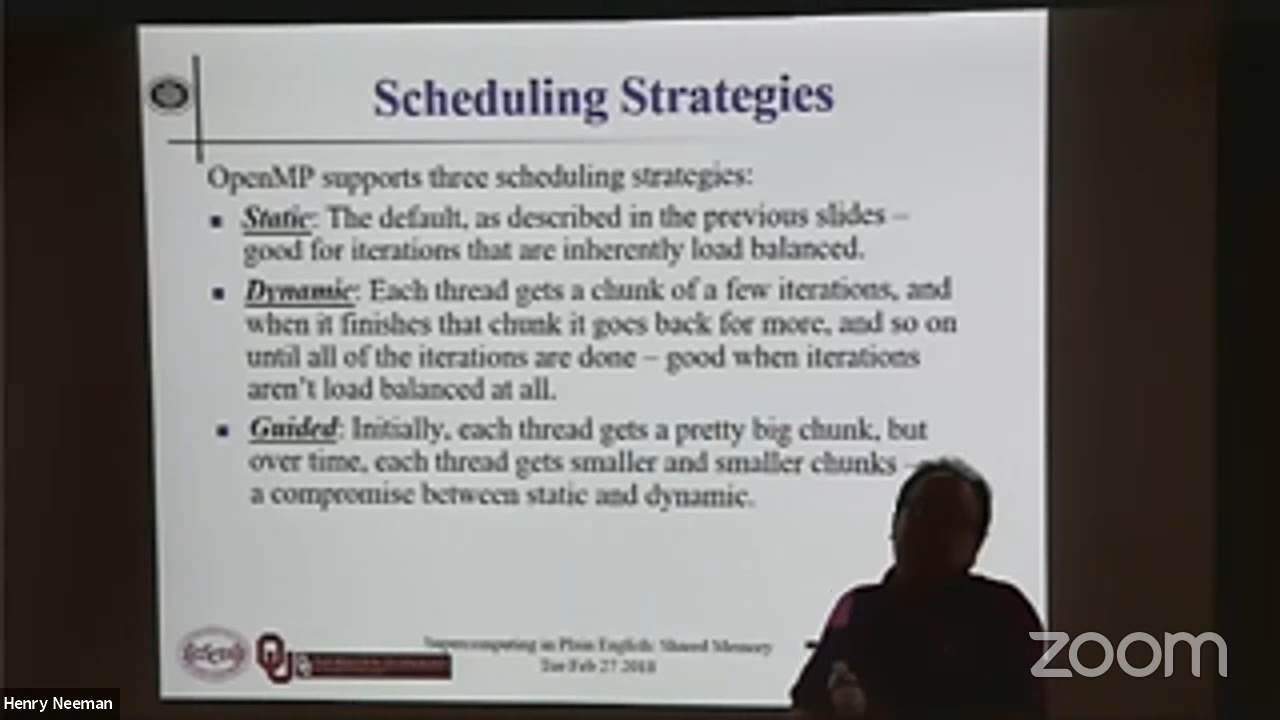 Scheduling Strategies
OpenMP supports three scheduling strategies:
▪ Static: The default, as described in the previous slides –
good for iterations that are inherently load balanced.
▪ Dynamic: Each thread gets a chunk of a few iterations, and
when it finishes that chunk it goes back for more, and so on
until all of the iterations are done – good when iterations
aren't load balanced at all.
▪ Guided: Initially, each thread gets a pretty big chunk, but
over time, each thread gets smaller and smaller chunks –
a compromise between static and dynamic.
Supercomputing in Plain English: Shared Memory
Tue Feb 27 2018
zoom
Henry Neeman